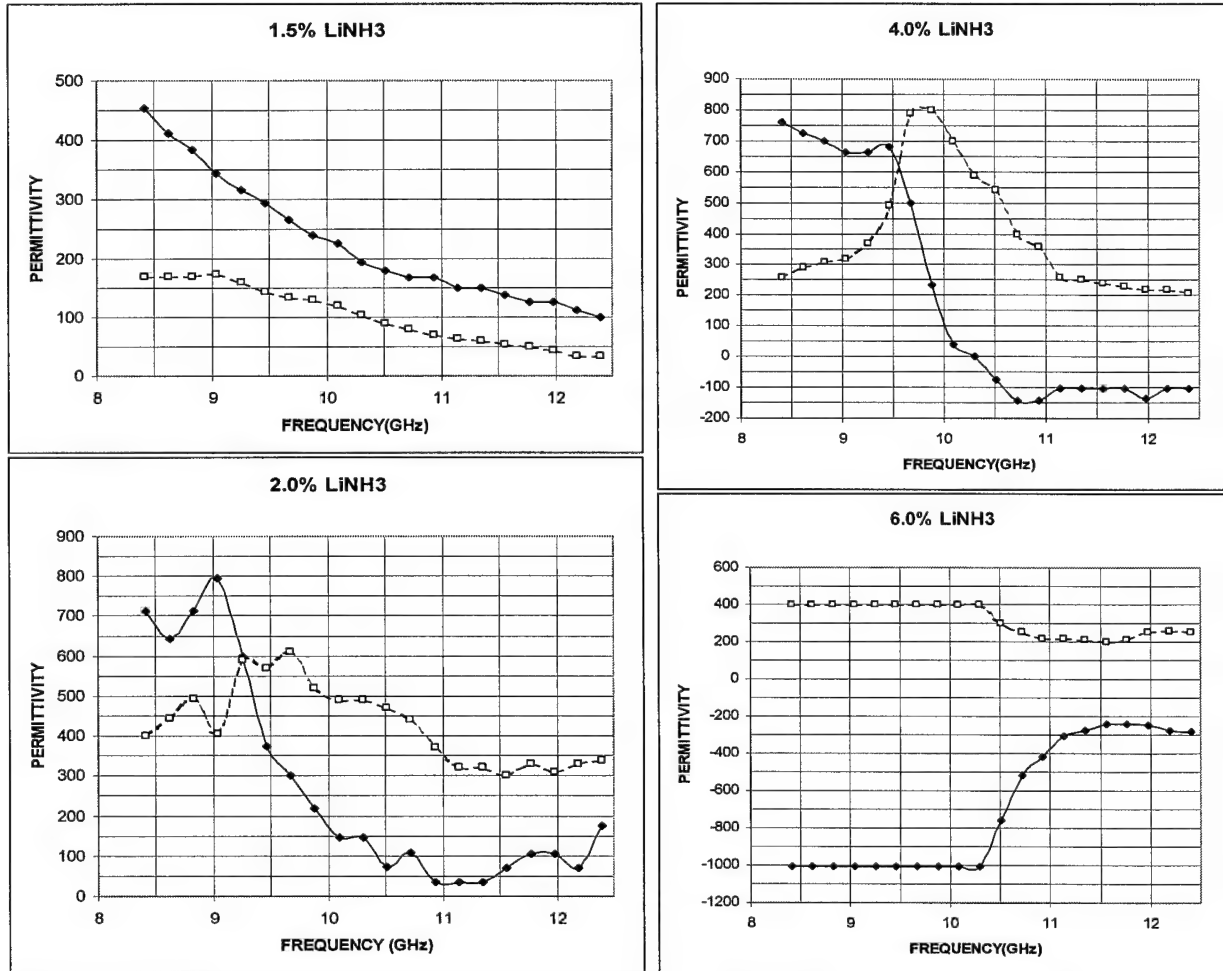 1.5% LiNH3
PERMITTIVITY
500
400
300
200
100
0
8 9 10 11 12
FREQUENCY(GHz)
4.0% LiNH3
PERMITTIVITY
900
800
700
600
500
400
300
200
100
0
-100
-200
8 9 10 11 12
FREQUENCY(GHz)
2.0% LiNH3
PERMITTIVITY
900
800
700
600
500
400
300
200
100
0
8 9 10 11 12
FREQUENCY (GHz)
6.0% LiNH3
PERMITTIVITY
600
400
200
0
-200
-400
-600
-800
-1000
-1200
8 9 10 11 12
FREQUENCY(GHz)